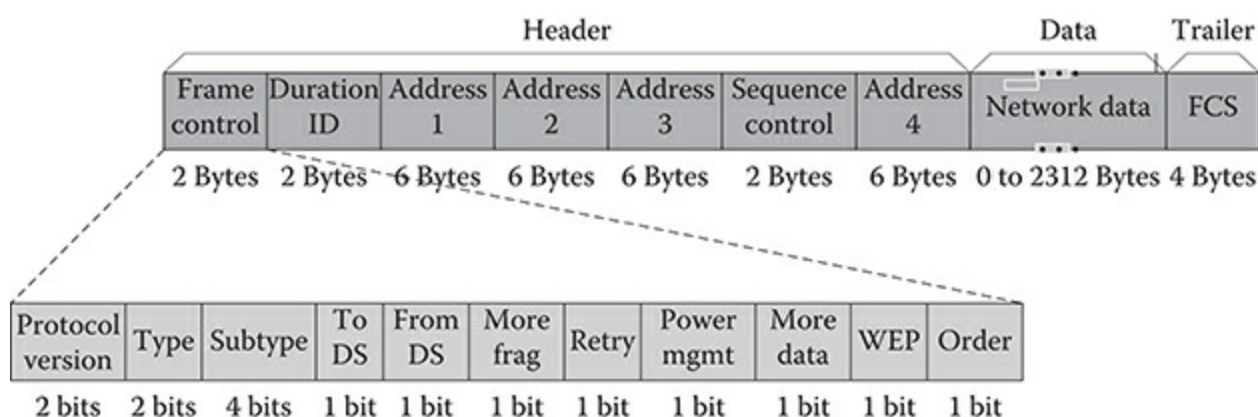 Header Data Trailer
Frame control Duration ID Address 1 Address 2 Address 3 Sequence control Address 4 Network data FCS
2 Bytes 2 Bytes 6 Bytes 6 Bytes 6 Bytes 2 Bytes 6 Bytes 0 to 2312 Bytes 4 Bytes
Protocol version Type Subtype To DS From DS More frag Retry Power mgmt More data WEP Order
2 bits 2 bits 4 bits 1 bit 1 bit 1 bit 1 bit 1 bit 1 bit 1 bit 1 bit